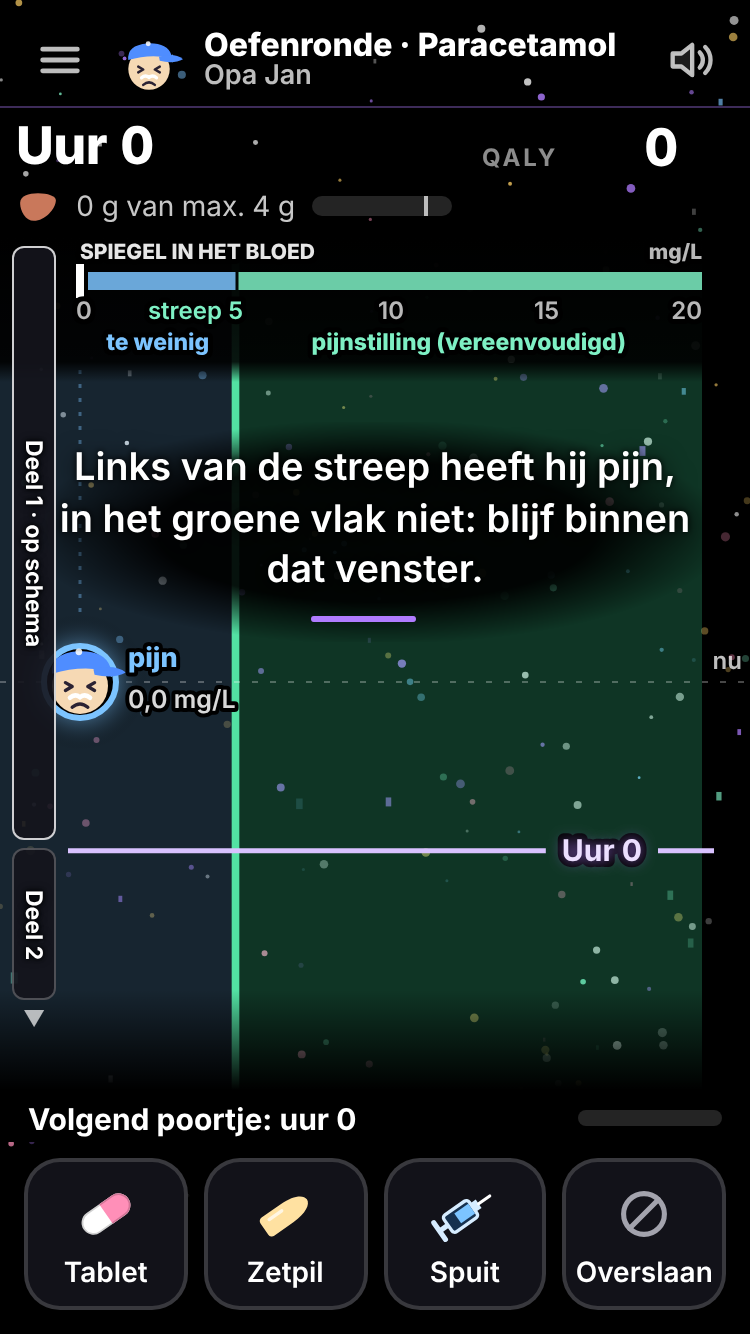 Oefenronde · Paracetamol
Opa Jan
Uur 0
QALY 0
0 g van max. 4 g
SPIEGEL IN HET BLOED mg/L
0 streep 5 10 15 20
te weinig pijnstilling (vereenvoudigd)
Deel 1 · op schema
Links van de streep heeft hij pijn,
in het groene vlak niet: blijf binnen
dat venster.
pijn
nu
0,0 mg/L
Uur 0
Deel 2
Volgend poortje: uur 0
Tablet Zetpil Spuit Overslaan